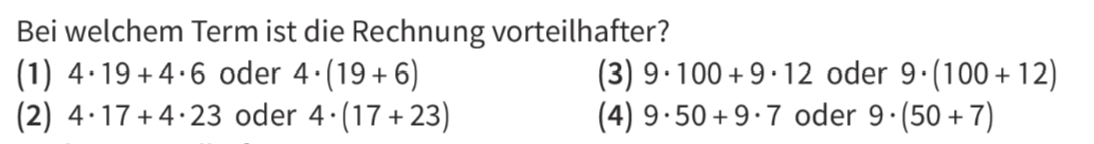 Bei welchem Term ist die Rechnung vorteilhafter?
(1) 4·19+4·6 oder 4·(19+6)
(3) 9·100+9·12 oder 9·(100+12)
(2) 4·17+4·23 oder 4·(17+23)
(4) 9·50+9·7 oder 9·(50+7)